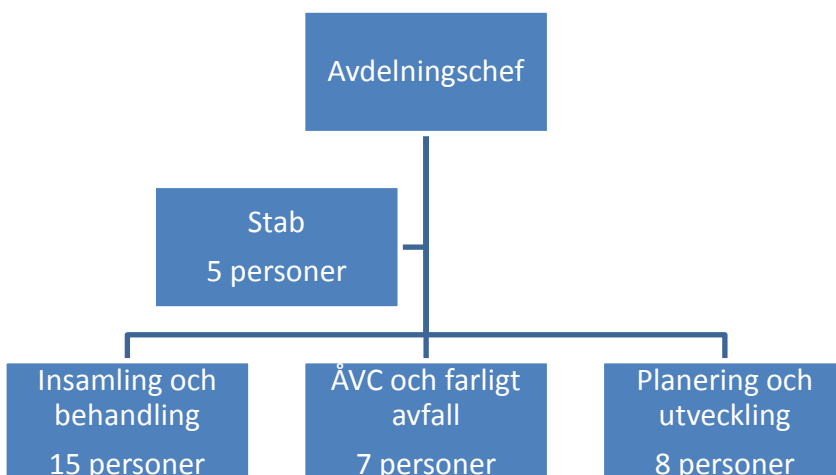 Avdelningschef
Stab
5 personer
Insamling och
behandling
15 personer
ÅVC och farligt
avfall
7 personer
Planering och
utveckling
8 personer